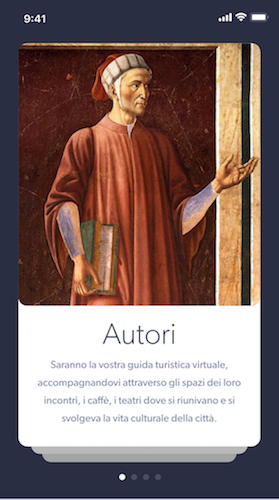 9:41
Autori
Saranno la vostra guida turistica virtuale,
accompagnandovi attraverso gli spazi dei loro
incontri, i caffè, i teatri dove si riunivano e si
svolgeva la vita culturale della città.